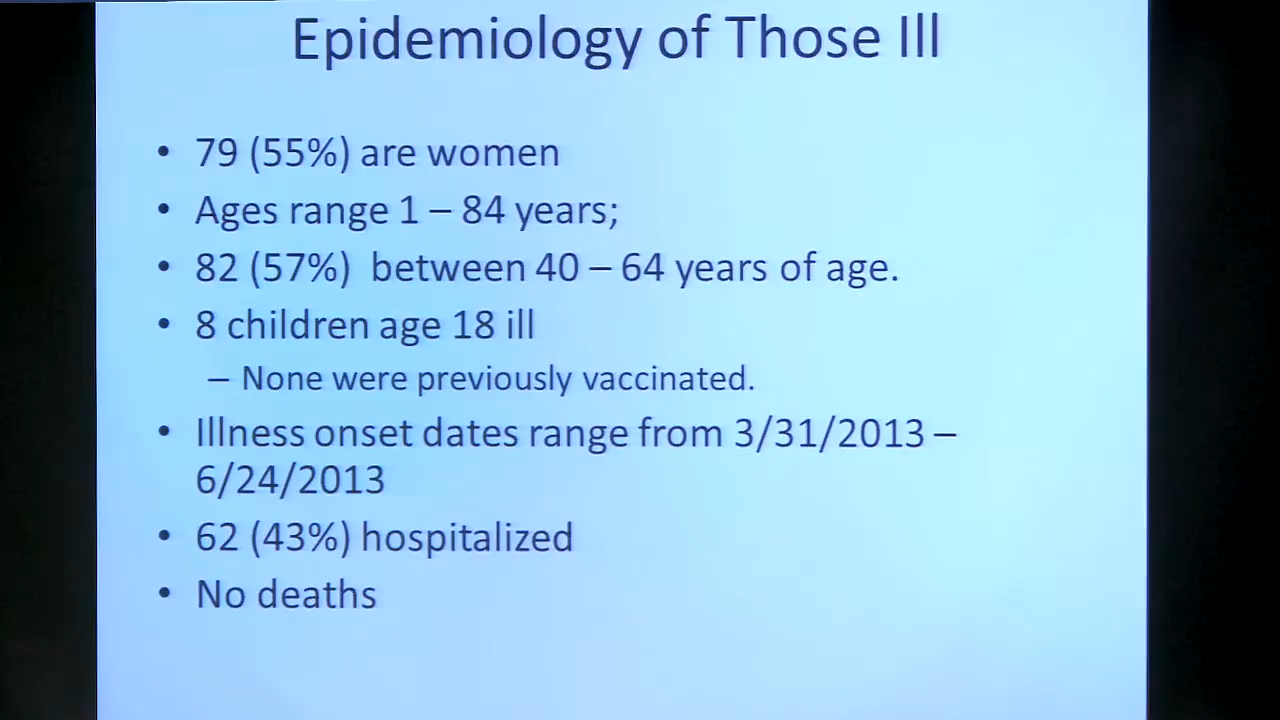 Epidemiology of Those Ill
• 79 (55%) are women
• Ages range 1 – 84 years;
• 82 (57%) between 40 – 64 years of age.
• 8 children age 18 ill
– None were previously vaccinated.
• Illness onset dates range from 3/31/2013 –
6/24/2013
• 62 (43%) hospitalized
• No deaths